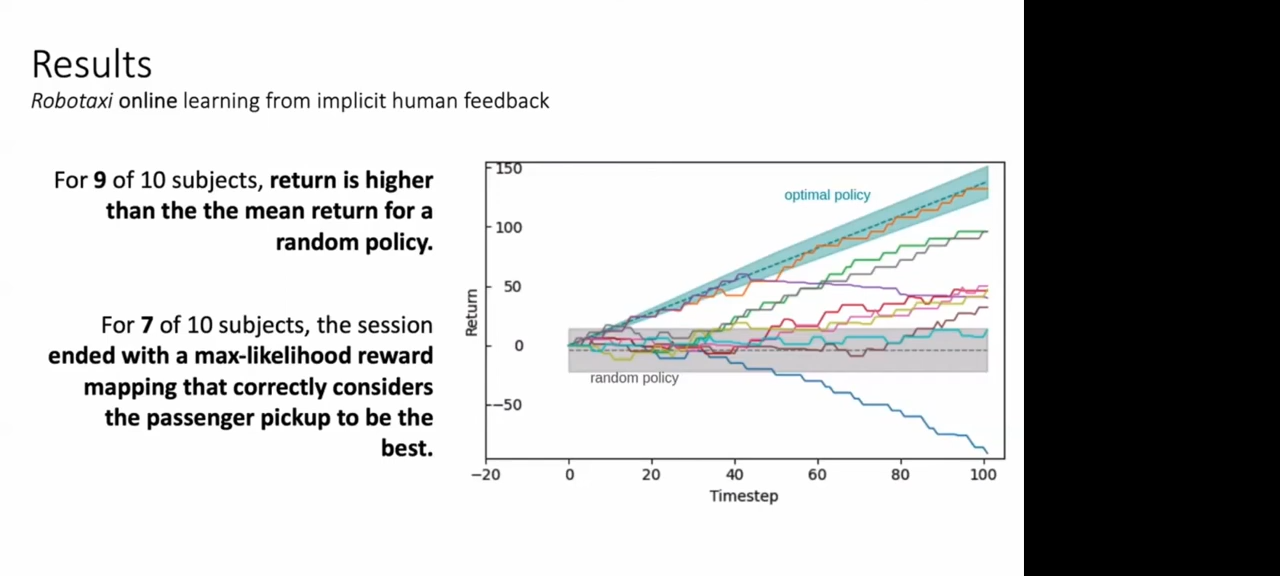 Results
Robotaxi online learning from implicit human feedback
For 9 of 10 subjects, return is higher
than the the mean return for a
random policy.
For 7 of 10 subjects, the session
ended with a max-likelihood reward
mapping that correctly considers
the passenger pickup to be the
best.
150
100
50
0
−50
Return
optimal policy
random policy
−20
0
20
40
60
80
100
Timestep